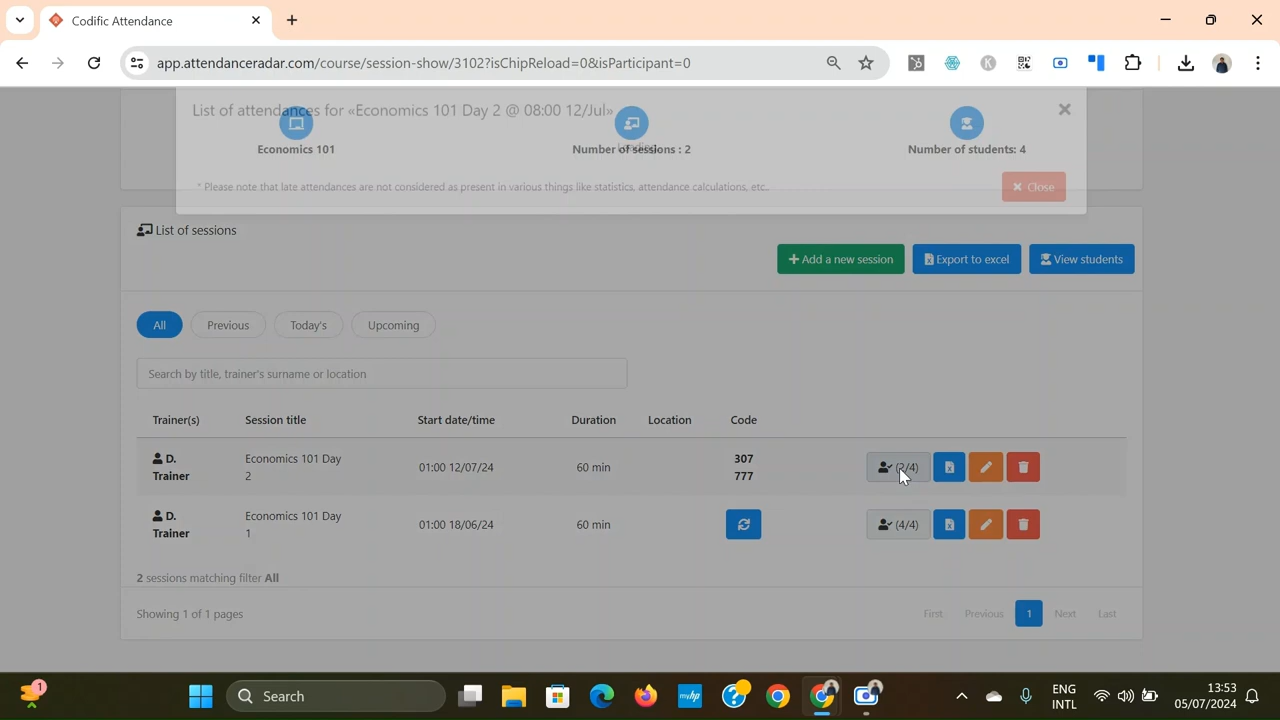 Codific Attendance
app.attendanceradar.com/course/session-show/3102?isChipReload=0&isParticipant=0
List of attendances for «Economics 101 Day 2 @ 08:00 12/Jul»
Economics 101
Number of sessions : 2
Number of students: 4
* Please note that late attendances are not considered as present in various things like statistics, attendance calculations, etc..
Close
List of sessions
Add a new session
Export to excel
View students
All
Previous
Today's
Upcoming
Search by title, trainer's surname or location
Trainer(s) Session title Start date/time Duration Location Code
D. Trainer
Economics 101 Day 2
01:00 12/07/24
60 min
307
777
(2/4)
D. Trainer
Economics 101 Day 1
01:00 18/06/24
60 min
(4/4)
2 sessions matching filter All
Showing 1 of 1 pages
First Previous 1 Next Last
1
Search
ENG
INTL
13:53
05/07/2024